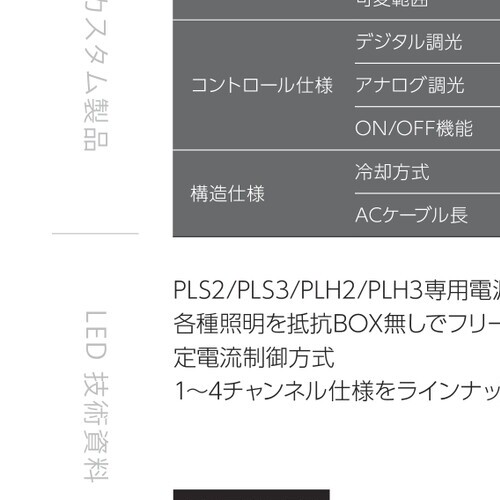 カスタム製品
LED 技術資料
可変範囲
コントロール仕様
デジタル調光
アナログ調光
ON/OFF機能
構造仕様
冷却方式
ACケーブル長
PLS2/PLS3/PLH2/PLH3専用電源
各種照明を抵抗BOX無しでフリー
定電流制御方式
1～4チャンネル仕様をラインナッ